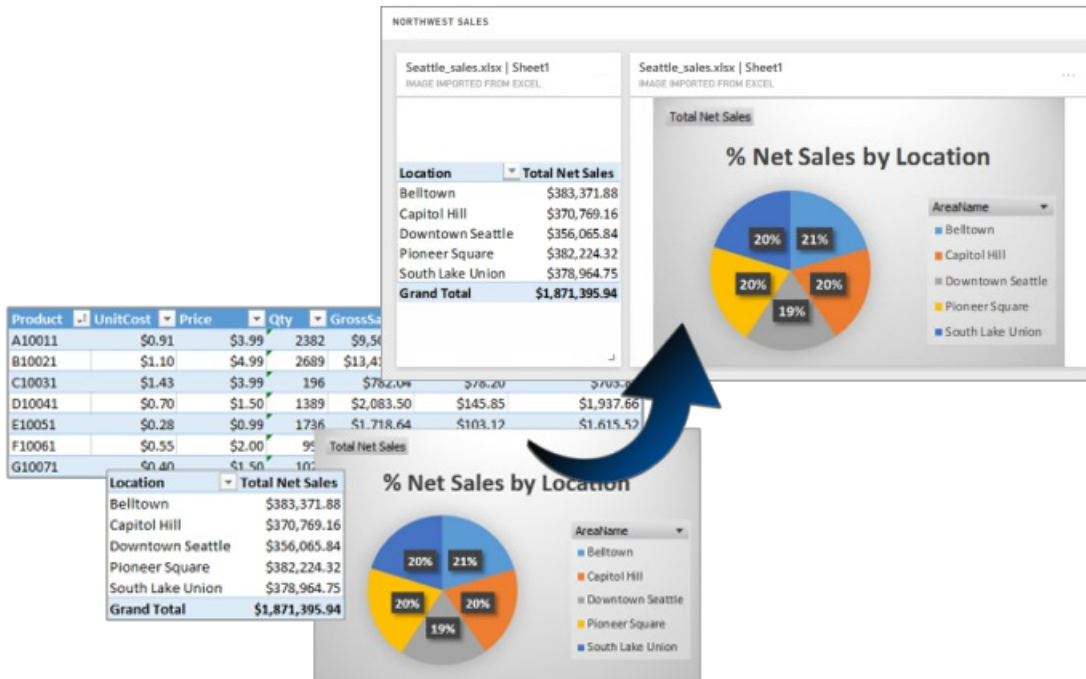 NORTHWEST SALES
Seattle_sales.xlsx | Sheet1
IMAGE IMPORTED FROM EXCEL
Location Total Net Sales
Belltown $383,371.88
Capitol Hill $370,769.16
Downtown Seattle $356,065.84
Pioneer Square $382,224.32
South Lake Union $378,964.75
Grand Total $1,871,395.94
Seattle_sales.xlsx | Sheet1
IMAGE IMPORTED FROM EXCEL
Total Net Sales
% Net Sales by Location
20% 21%
20% 20%
19%
AreaName
Belltown
Capitol Hill
Downtown Seattle
Pioneer Square
South Lake Union
Product UnitCost Price Qty
A10011 $0.91 $3.99 2382
B10021 $1.10 $4.99 2689
C10031 $1.43 $3.99 196 $782.04 $78.20
D10041 $0.70 $1.50 1389 $2,083.50 $145.85 $1,937.66
E10051 $0.28 $0.99 1736 $1,718.64 $103.12 $1,615.52
F10061 $0.55 $2.00
G10071 $0.40 $1.50
Location Total Net Sales
Belltown $383,371.88
Capitol Hill $370,769.16
Downtown Seattle $356,065.84
Pioneer Square $382,224.32
South Lake Union $378,964.75
Grand Total $1,871,395.94
Total Net Sales
% Net Sales by Location
20% 21%
20% 20%
19%
AreaName
Belltown
Capitol Hill
Downtown Seattle
Pioneer Square
South Lake Union